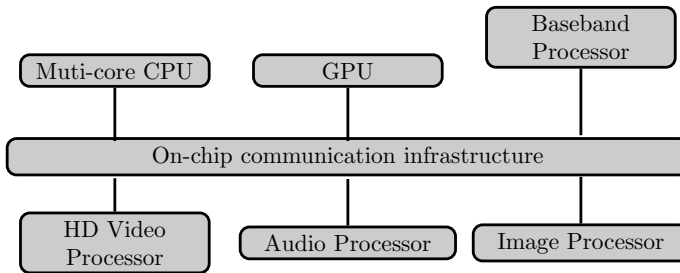 Baseband
Processor
Muti-core CPU
GPU
On-chip communication infrastructure
HD Video
Processor
Audio Processor
Image Processor